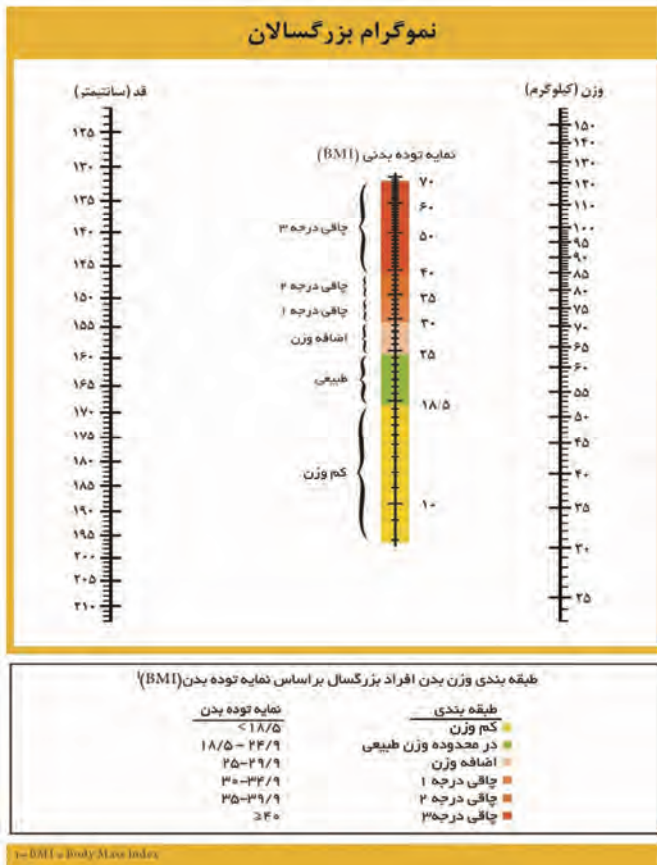 نموگرام بزرگسالان
قد (سانتیمتر)
وزن (کیلوگرم)
نمایه توده بدنی (BMI)
۱۲۵
۱۳۰
۱۳۵
۱۴۰
۱۴۵
۱۵۰
۱۵۵
۱۶۰
۱۶۵
۱۷۰
۱۷۵
۱۸۰
۱۸۵
۱۹۰
۱۹۵
۲۰۰
۲۰۵
۲۱۰
چاقی درجه ۳
چاقی درجه ۲
چاقی درجه ۱
اضافه وزن
طبیعی
کم وزن
۷۰
۶۰
۵۰
۴۰
۳۵
۳۰
۲۵
۱۸/۵
۱۰
۱۵۰
۱۴۰
۱۳۰
۱۲۰
۱۱۰
۱۰۰
۹۵
۹۰
۸۵
۸۰
۷۵
۷۰
۶۵
۶۰
۵۵
۵۰
۴۵
۴۰
۳۵
۳۰
۲۵
طبقه بندی وزن بدن افراد بزرگسال بر اساس نمایه توده بدن(BMI)¹
طبقه بندی نمایه توده بدن
کم وزن <۱۸/۵
در محدوده وزن طبیعی ۱۸/۵ – ۲۴/۹
اضافه وزن ۲۵–۲۹/۹
چاقی درجه ۱ ۳۰–۳۴/۹
چاقی درجه ۲ ۳۵–۳۹/۹
چاقی درجه۳ ≥۴۰
۱- BMI = Body Mass Index